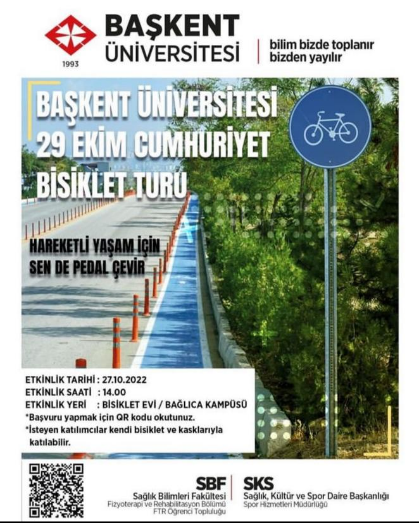 BAŞKENT
ÜNİVERSİTESİ
1993
bilim bizde toplanır
bizden yayılır
BAŞKENT ÜNİVERSİTESİ
29 EKİM CUMHURİYET
BİSİKLET TURU
HAREKETLİ YAŞAM İÇİN
SEN DE PEDAL ÇEVİR
ETKİNLİK TARİHİ : 27.10.2022
ETKİNLİK SAATİ : 14.00
ETKİNLİK YERİ : BİSİKLET EVİ / BAĞLICA KAMPÜSÜ
*Başvuru yapmak için QR kodu okutunuz.
*İsteyen katılımcılar kendi bisiklet ve kasklarıyla
katılabilir.
SBF
Sağlık Bilimleri Fakültesi
Fizyoterapi ve Rehabilitasyon Bölümü
FTR Öğrenci Topluluğu
SKS
Sağlık, Kültür ve Spor Daire Başkanlığı
Spor Hizmetleri Müdürlüğü